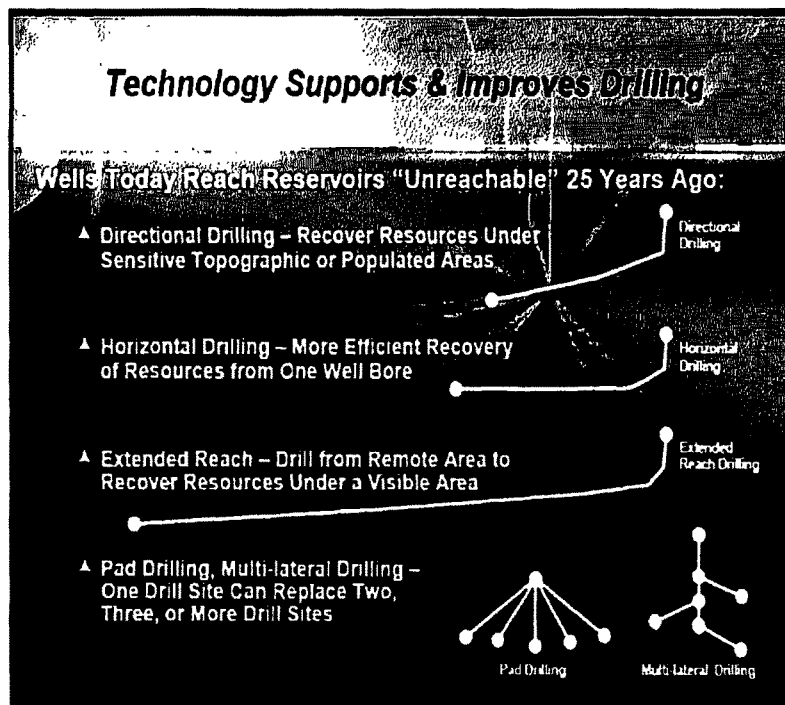 Technology Supports & Improves Drilling
Wells Today Reach Reservoirs "Unreachable" 25 Years Ago:
Directional Drilling – Recover Resources Under
Sensitive Topographic or Populated Areas
Directional
Drilling
Horizontal Drilling – More Efficient Recovery
of Resources from One Well Bore
Horizontal
Drilling
Extended Reach – Drill from Remote Area to
Recover Resources Under a Visible Area
Extended
Reach Drilling
Pad Drilling, Multi-lateral Drilling –
One Drill Site Can Replace Two,
Three, or More Drill Sites
Pad Drilling
Multi-lateral Drilling